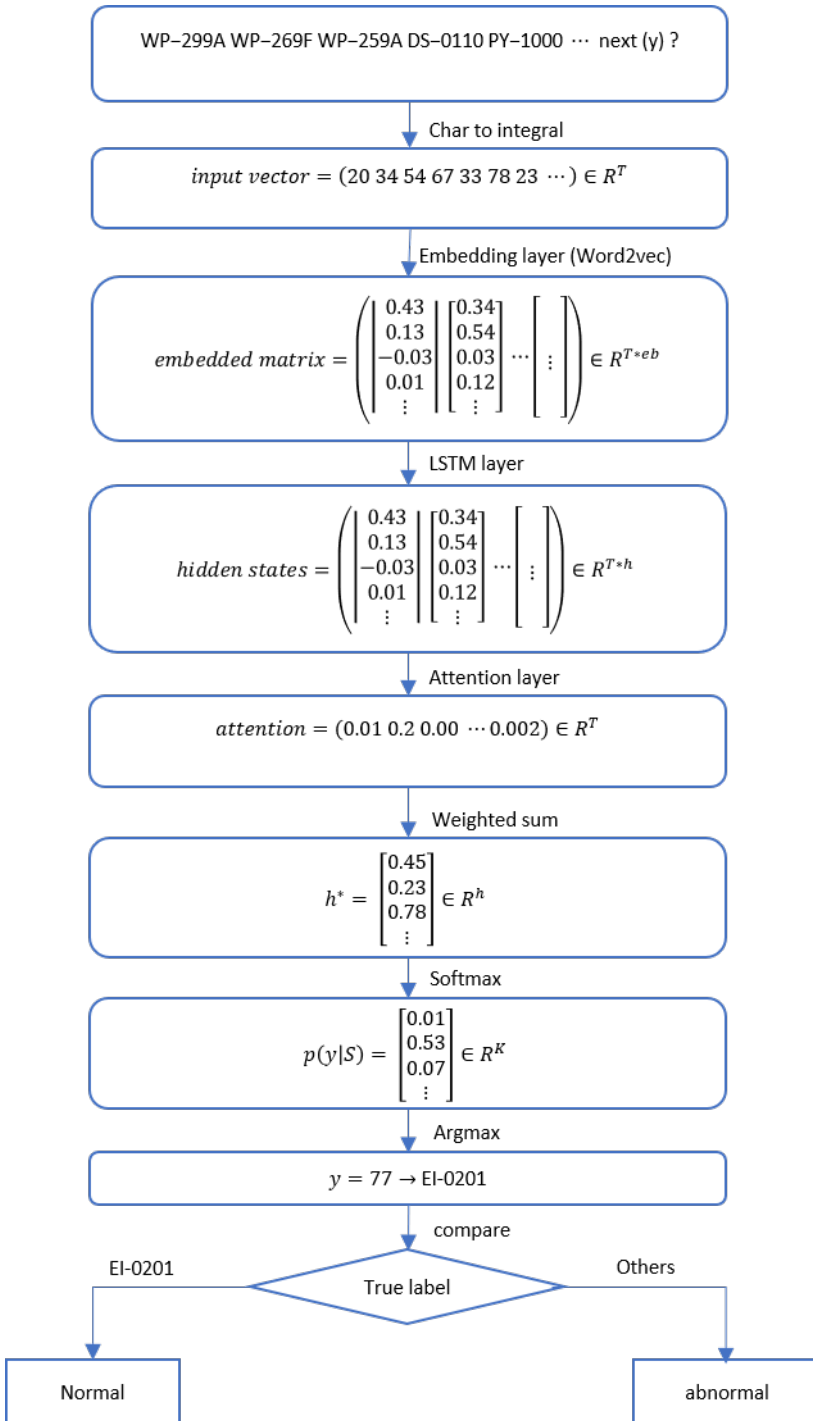 WP−299A WP−269F WP−259A DS−0110 PY−1000 ⋯ next (y) ?
Char to integral
input vector = (20 34 54 67 33 78 23 ⋯ ) ∈ R^T
Embedding layer (Word2vec)
embedded matrix = ( | 0.43 0.13 −0.03 0.01 ⋮ | [ 0.34 0.54 0.03 0.12 ⋮ ] ⋯ [ ⋮ ] ) ∈ R^{T*eb}
LSTM layer
hidden states = ( | 0.43 0.13 −0.03 0.01 ⋮ | [ 0.34 0.54 0.03 0.12 ⋮ ] ⋯ [ ⋮ ] ) ∈ R^{T*h}
Attention layer
attention = (0.01 0.2 0.00 ⋯ 0.002) ∈ R^T
Weighted sum
h* = [ 0.45 0.23 0.78 ⋮ ] ∈ R^h
Softmax
p(y|S) = [ 0.01 0.53 0.07 ⋮ ] ∈ R^K
Argmax
y = 77 → EI-0201
compare
EI-0201
True label
Others
Normal
abnormal